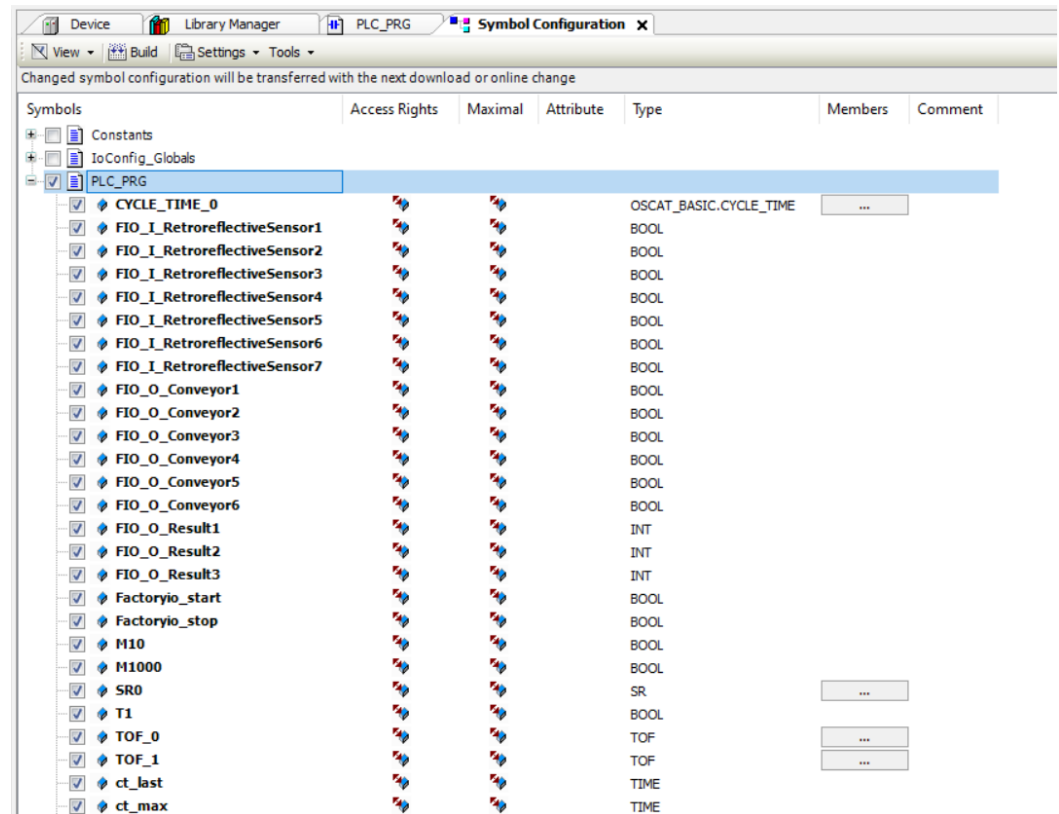 Device Library Manager PLC_PRG Symbol Configuration
View Build Settings Tools
Changed symbol configuration will be transferred with the next download or online change
Symbols Access Rights Maximal Attribute Type Members Comment
Constants
IoConfig_Globals
PLC_PRG
CYCLE_TIME_0 OSCAT_BASIC.CYCLE_TIME ...
FIO_I_RetroreflectiveSensor1 BOOL
FIO_I_RetroreflectiveSensor2 BOOL
FIO_I_RetroreflectiveSensor3 BOOL
FIO_I_RetroreflectiveSensor4 BOOL
FIO_I_RetroreflectiveSensor5 BOOL
FIO_I_RetroreflectiveSensor6 BOOL
FIO_I_RetroreflectiveSensor7 BOOL
FIO_O_Conveyor1 BOOL
FIO_O_Conveyor2 BOOL
FIO_O_Conveyor3 BOOL
FIO_O_Conveyor4 BOOL
FIO_O_Conveyor5 BOOL
FIO_O_Conveyor6 BOOL
FIO_O_Result1 INT
FIO_O_Result2 INT
FIO_O_Result3 INT
Factoryio_start BOOL
Factoryio_stop BOOL
M10 BOOL
M1000 BOOL
SR0 SR ...
T1 BOOL
TOF_0 TOF ...
TOF_1 TOF ...
ct_last TIME
ct_max TIME